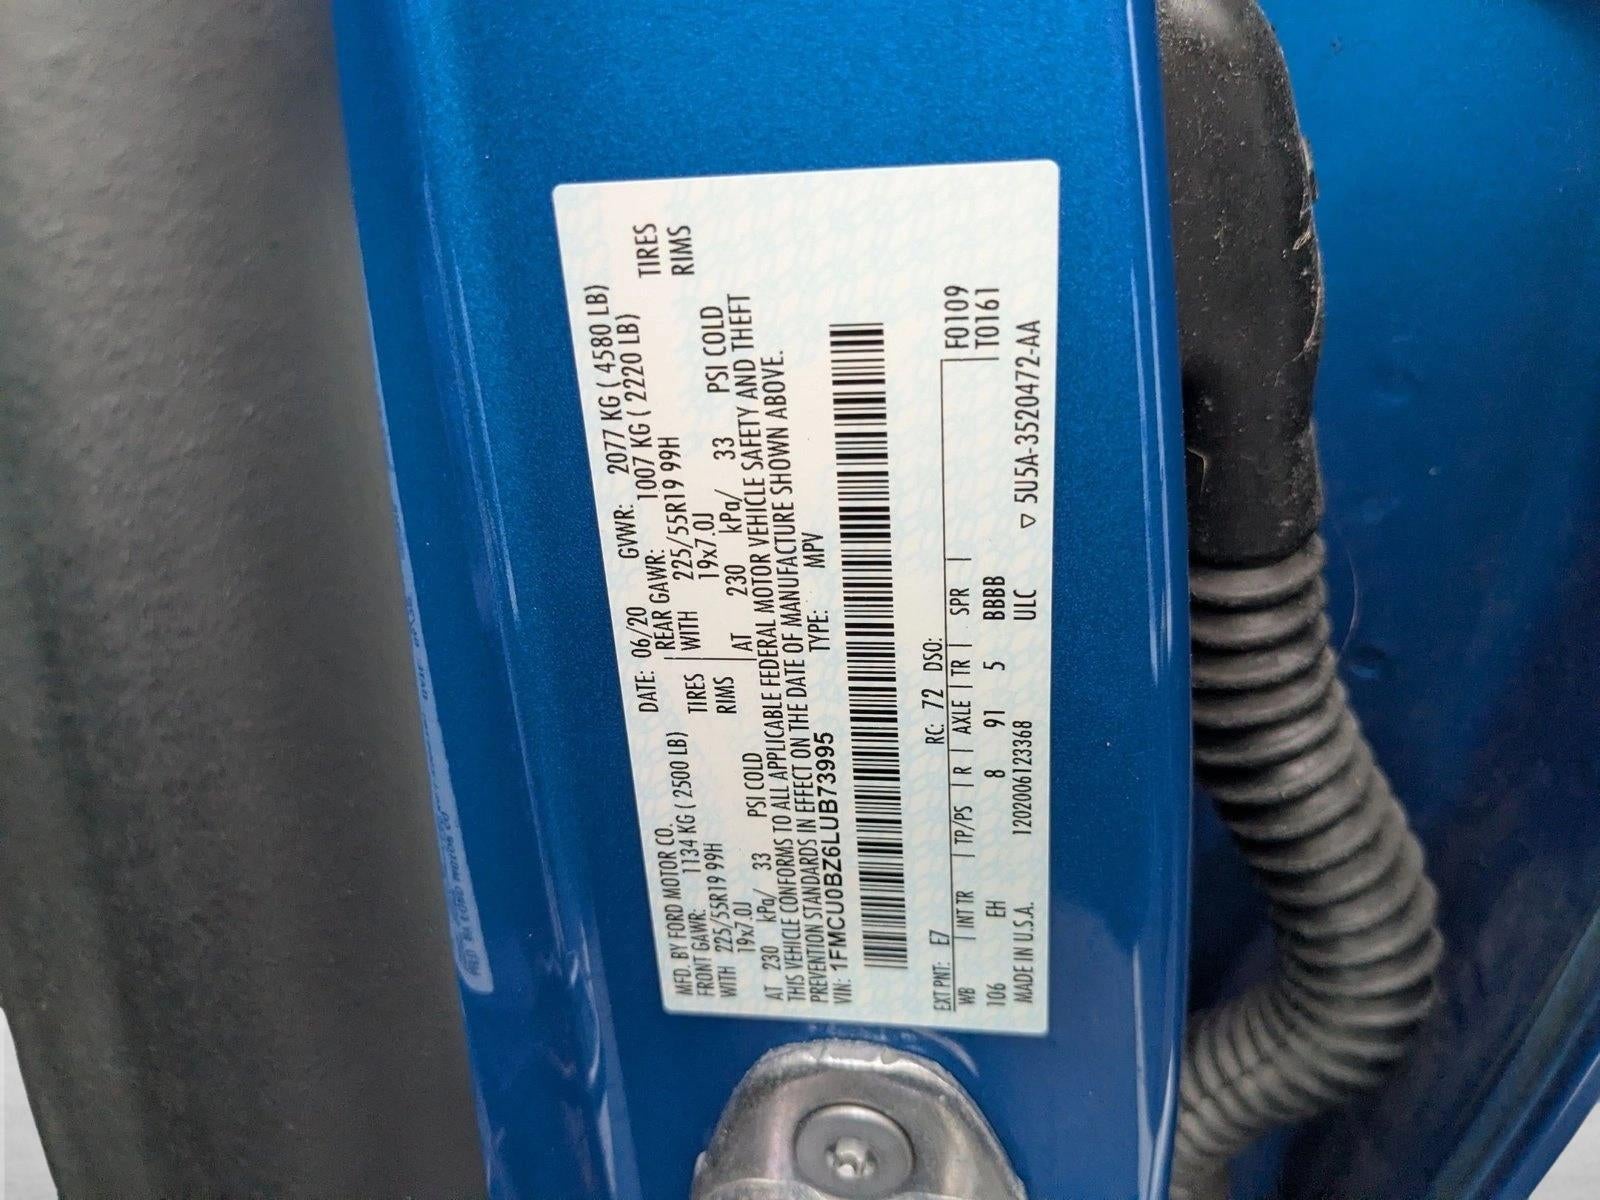 MFD. BY FORD MOTOR CO.
DATE: 06/20 GVWR: 2077 KG ( 4580 LB)
FRONT GAWR: 1134 KG ( 2500 LB) REAR GAWR: 1007 KG ( 2220 LB)
WITH 225/55R19 99H TIRES WITH 225/55R19 99H TIRES
19x7.0J RIMS 19x7.0J RIMS
AT 230 kPa/ 33 PSI COLD AT 230 kPa/ 33 PSI COLD
THIS VEHICLE CONFORMS TO ALL APPLICABLE FEDERAL MOTOR VEHICLE SAFETY AND THEFT
PREVENTION STANDARDS IN EFFECT ON THE DATE OF MANUFACTURE SHOWN ABOVE.
VIN: 1FMCU0BZ6LUB73995 TYPE: MPV
EXT PNT: E7 RC: 72 DSO: F0109
WB INT TR TP/PS R AXLE TR SPR T0161
106 EH 8 91 5 BBBB
MADE IN U.S.A. 1202006123368 ULC ▽ 5U5A-3520472-AA